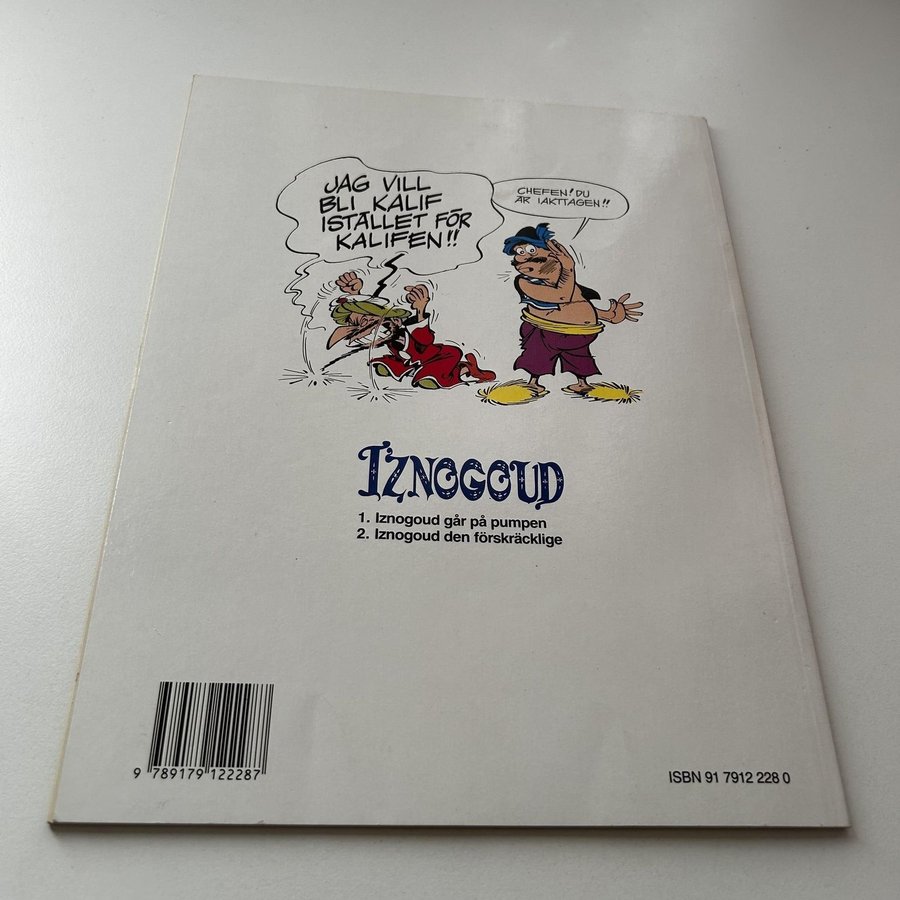 JAG VILL
BLI KALIF
ISTÄLLET FÖR
KALIFEN!!
CHEFEN! DU
ÄR IAKTTAGEN!!
IZNOGOUD
1. Iznogoud går på pumpen
2. Iznogoud den förskräcklige
9 789179 122287
ISBN 91 7912 228 0